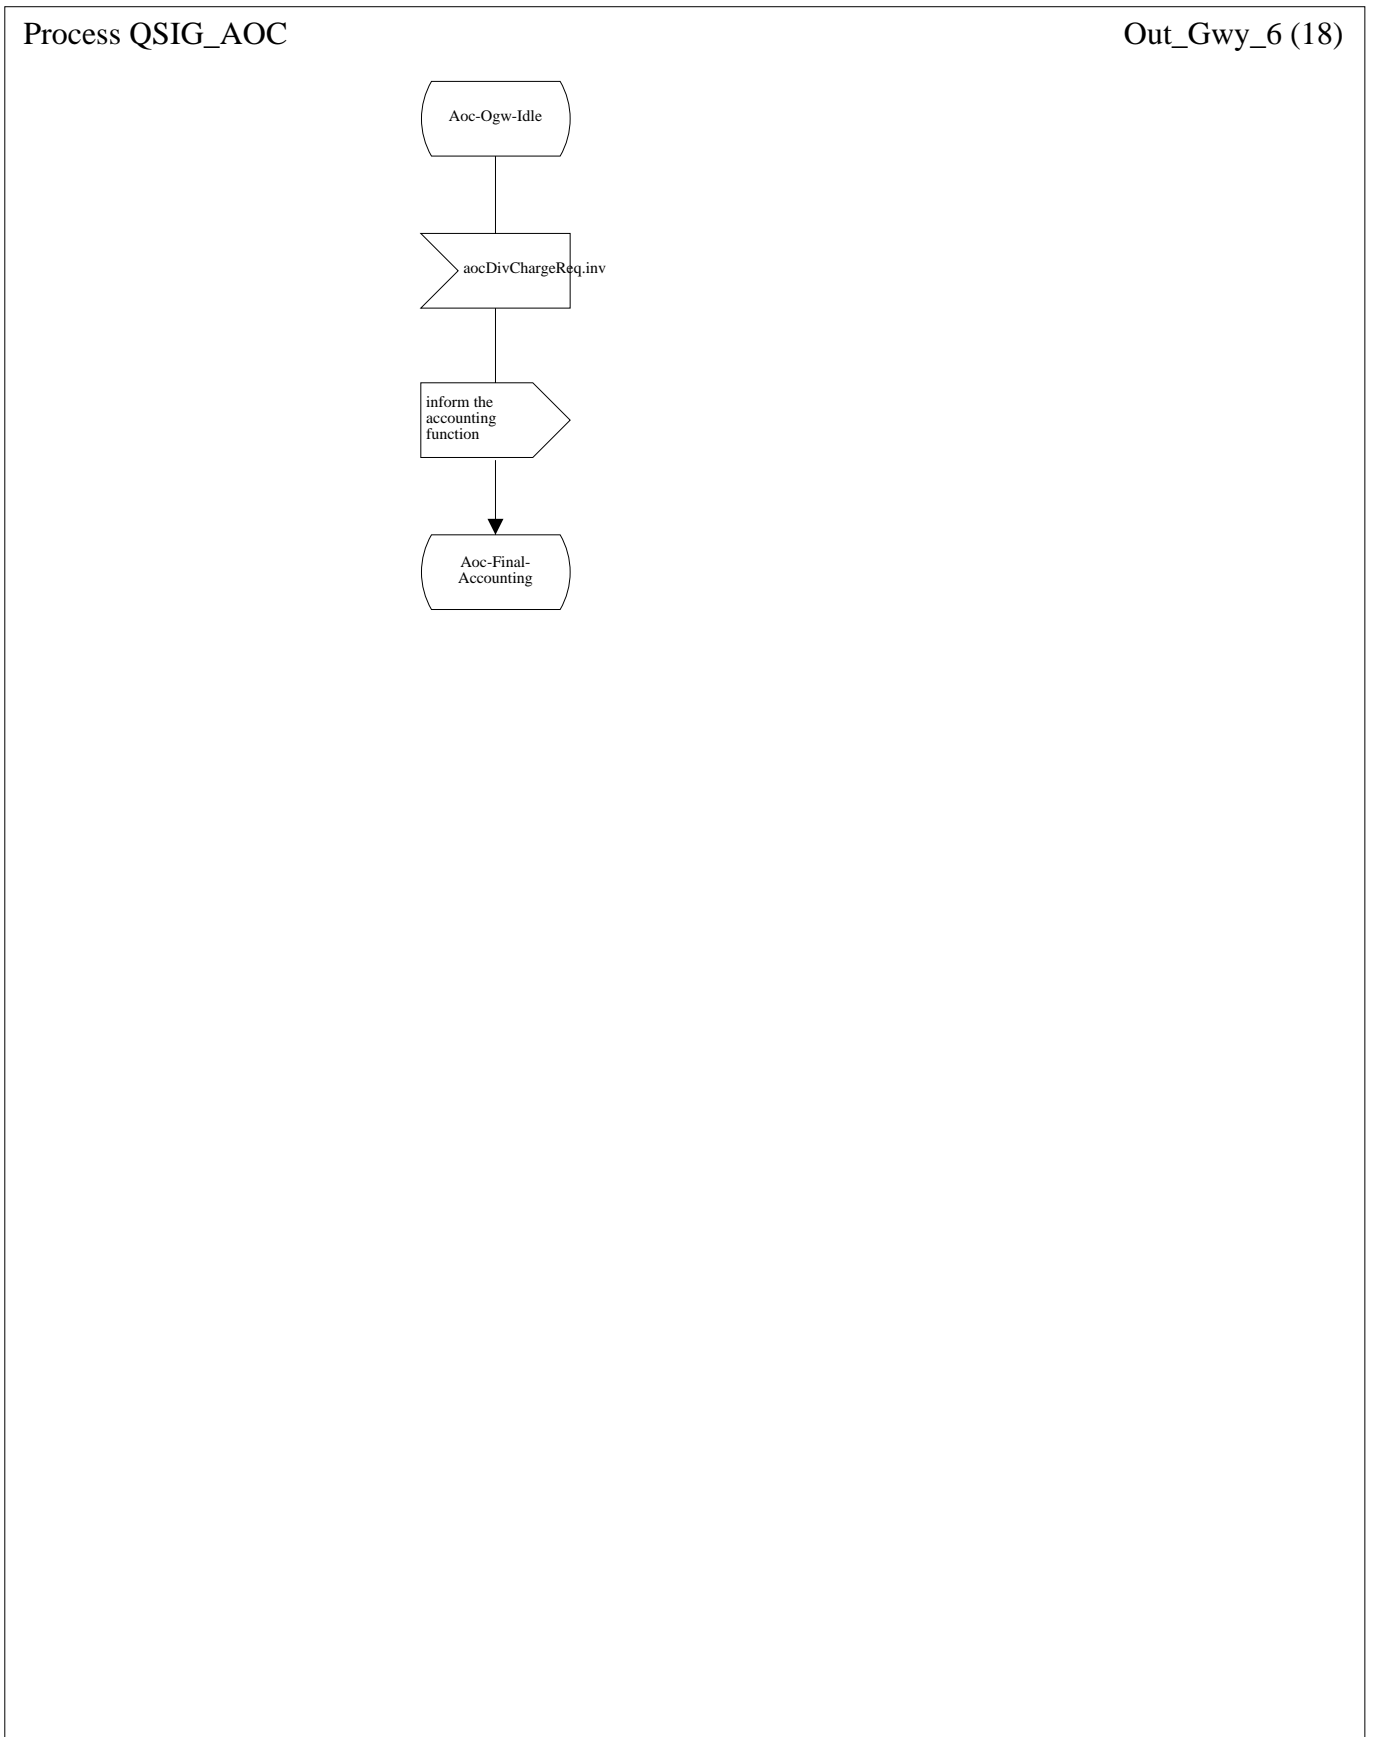 Process QSIG_AOC
Out_Gwy_6 (18)
Aoc-Ogw-Idle
aocDivChargeReq.inv
inform the
accounting
function
Aoc-Final-
Accounting